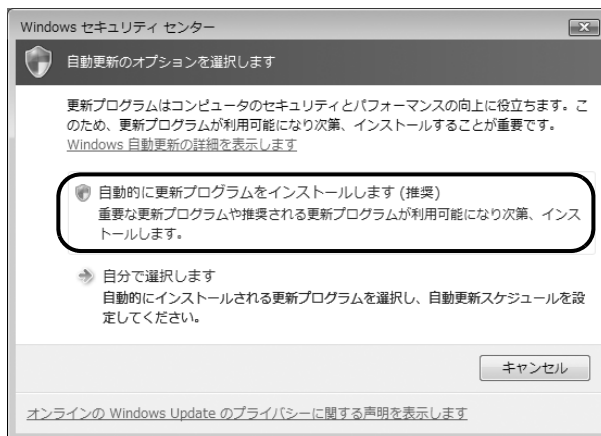 Windows セキュリティ センター
自動更新のオプションを選択します
更新プログラムはコンピュータのセキュリティとパフォーマンスの向上に役立ちます。こ
のため、更新プログラムが利用可能になり次第、インストールすることが重要です。
Windows 自動更新の詳細を表示します
自動的に更新プログラムをインストールします (推奨)
重要な更新プログラムや推奨される更新プログラムが利用可能になり次第、インス
トールします。
自分で選択します
自動的にインストールされる更新プログラムを選択し、自動更新スケジュールを設
定してください。
キャンセル
オンラインの Windows Update のプライバシーに関する声明を表示します